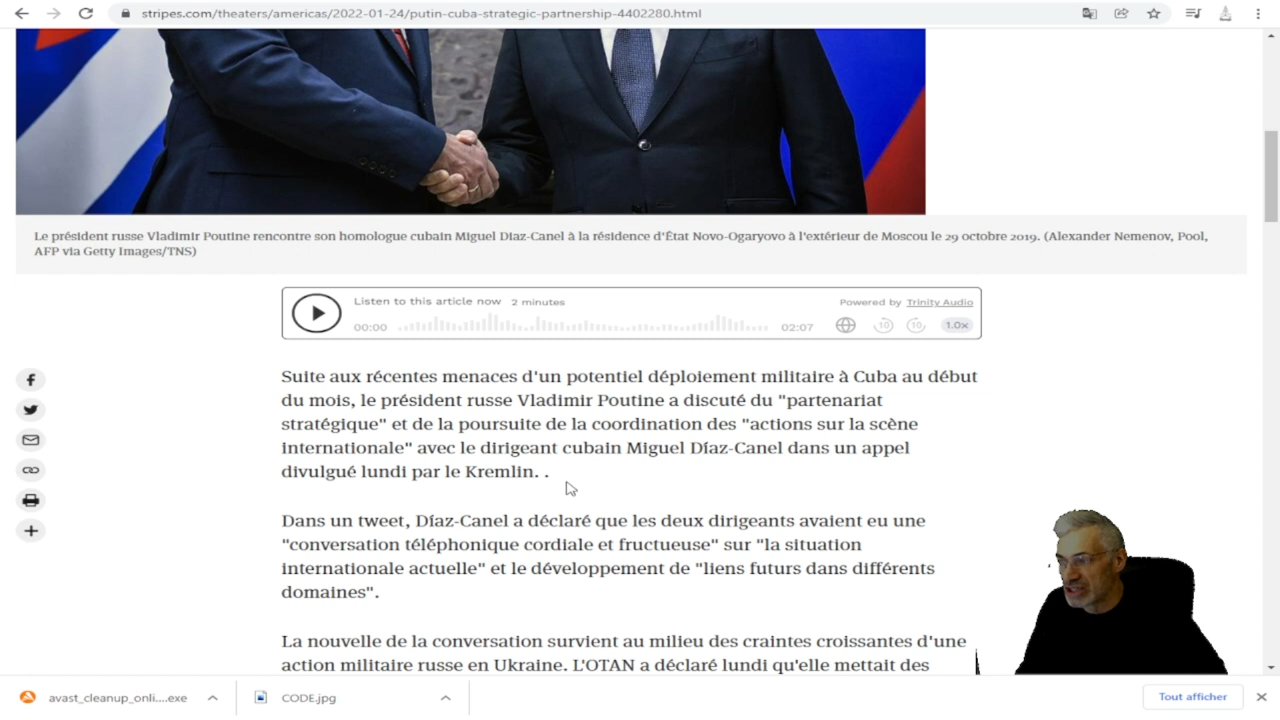 stripes.com/theaters/americas/2022-01-24/putin-cuba-strategic-partnership-4402280.html
Le président russe Vladimir Poutine rencontre son homologue cubain Miguel Diaz-Canel à la résidence d'État Novo-Ogaryovo à l'extérieur de Moscou le 29 octobre 2019. (Alexander Nemenov, Pool,
AFP via Getty Images/TNS)
Listen to this article now 2 minutes
Powered by Trinity Audio
00:00
02:07
10
10
1.0x
Suite aux récentes menaces d'un potentiel déploiement militaire à Cuba au début
du mois, le président russe Vladimir Poutine a discuté du "partenariat
stratégique" et de la poursuite de la coordination des "actions sur la scène
internationale" avec le dirigeant cubain Miguel Díaz-Canel dans un appel
divulgué lundi par le Kremlin. .
Dans un tweet, Díaz-Canel a déclaré que les deux dirigeants avaient eu une
"conversation téléphonique cordiale et fructueuse" sur "la situation
internationale actuelle" et le développement de "liens futurs dans différents
domaines".
La nouvelle de la conversation survient au milieu des craintes croissantes d'une
action militaire russe en Ukraine. L'OTAN a déclaré lundi qu'elle mettait des
avast_cleanup_onli....exe
CODE.jpg
Tout afficher